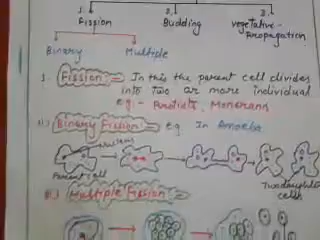 1. 2. 3.
Fission Budding Vegetative-
Propagation
Binary Multiple
1. Fission:- In this the parent cell divides
into two or more individual
eg:- Protists, Monerans
i) Binary Fission:- eg In Amoeba
Parent cell
Two daughter
cells
ii) Multiple Fission:-